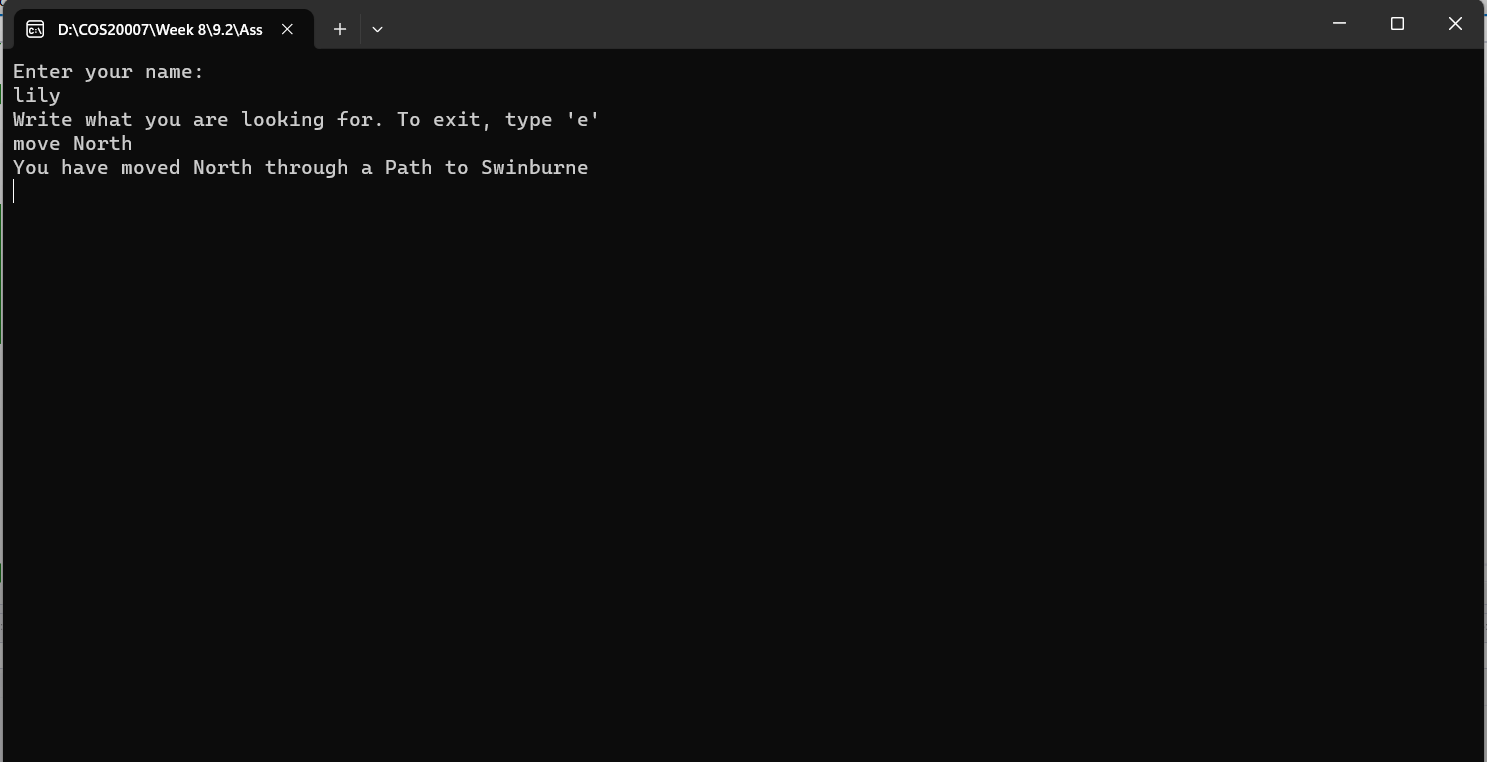 D:\COS20007\Week 8\9.2\Ass
Enter your name:
lily
Write what you are looking for. To exit, type 'e'
move North
You have moved North through a Path to Swinburne